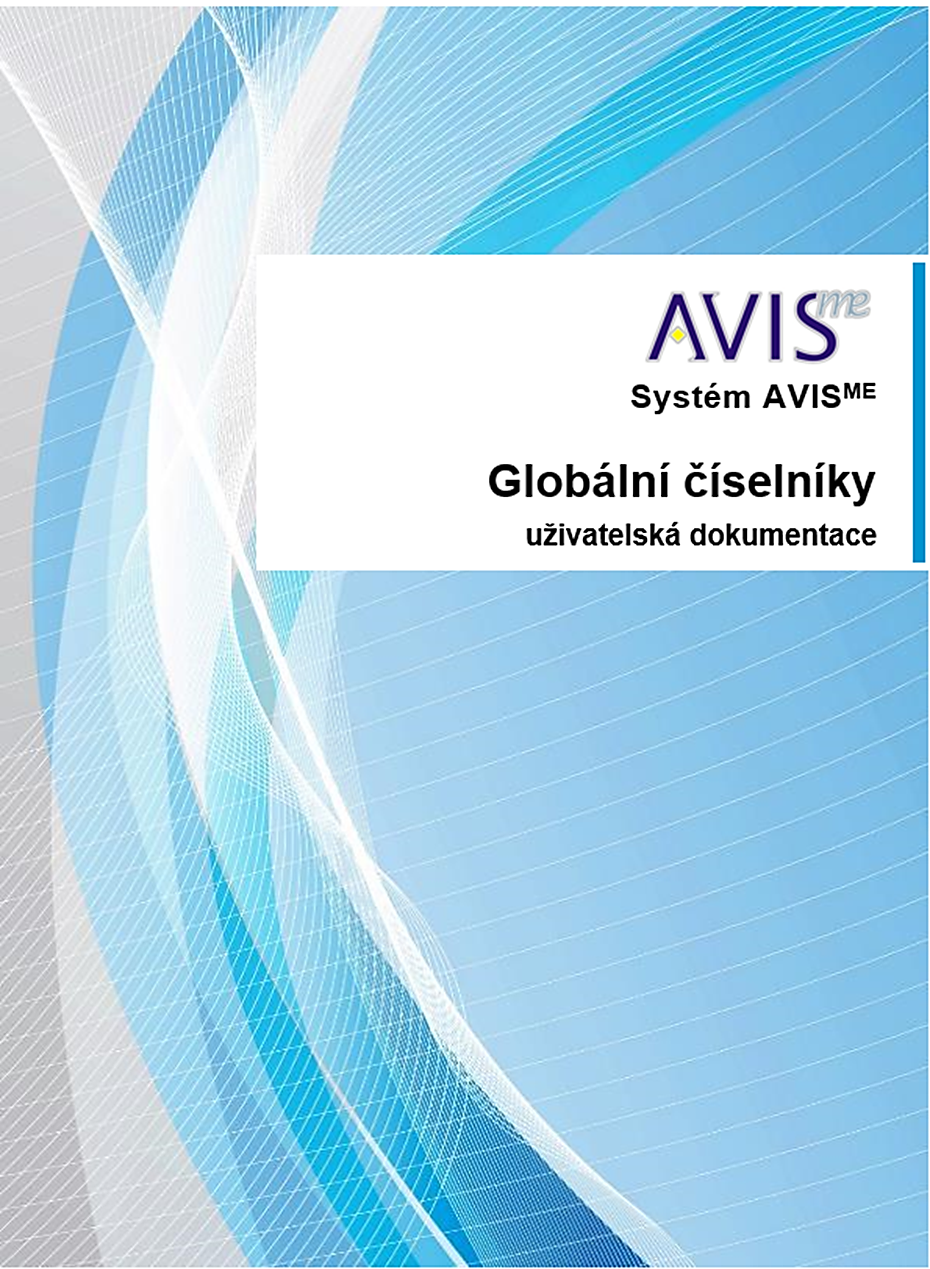 AVISme
Systém AVISME
Globální číselníky
uživatelská dokumentace